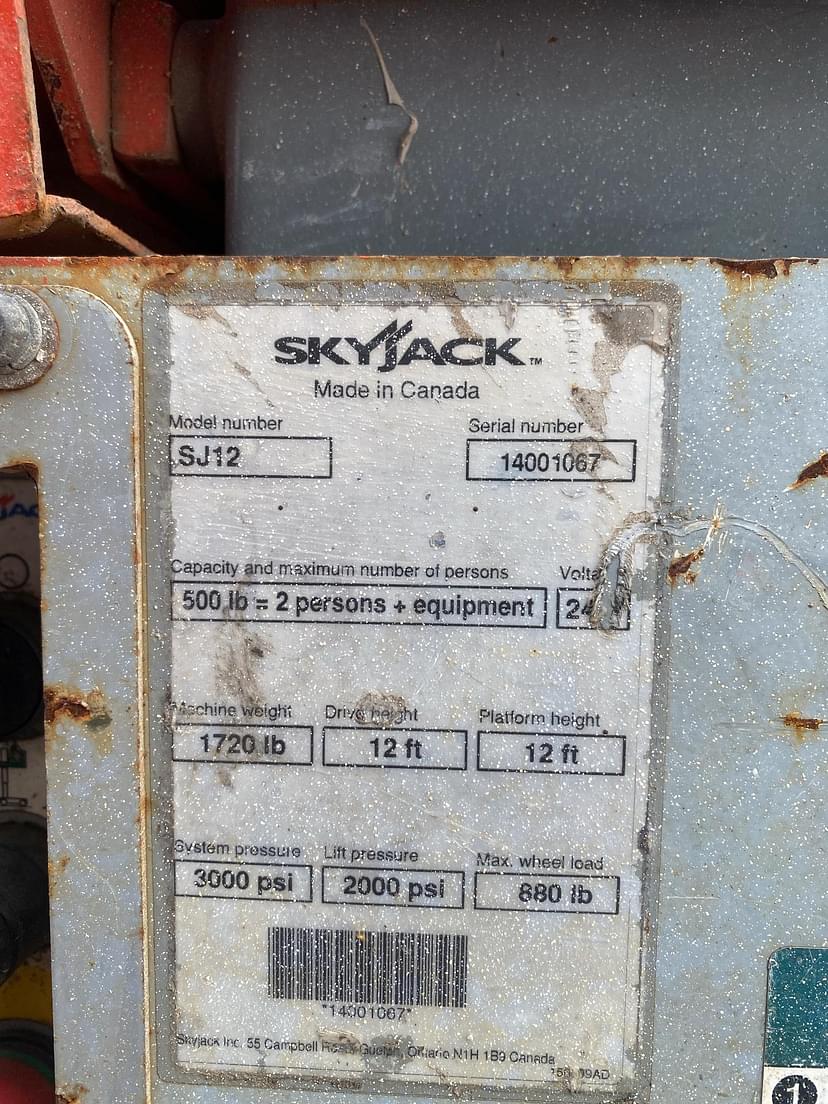 SKYJACK™
Made in Canada
Model number Serial number
SJ12 14001067
Capacity and maximum number of persons
500 lb = 2 persons + equipment
Machine weight Drive height Platform height
1720 lb 12 ft 12 ft
System pressure Lift pressure Max. wheel load
3000 psi 2000 psi 880 lb
*14001067*
Skyjack Inc. 55 Campbell Guelph, Ontario N1H 1B9 Canada
1